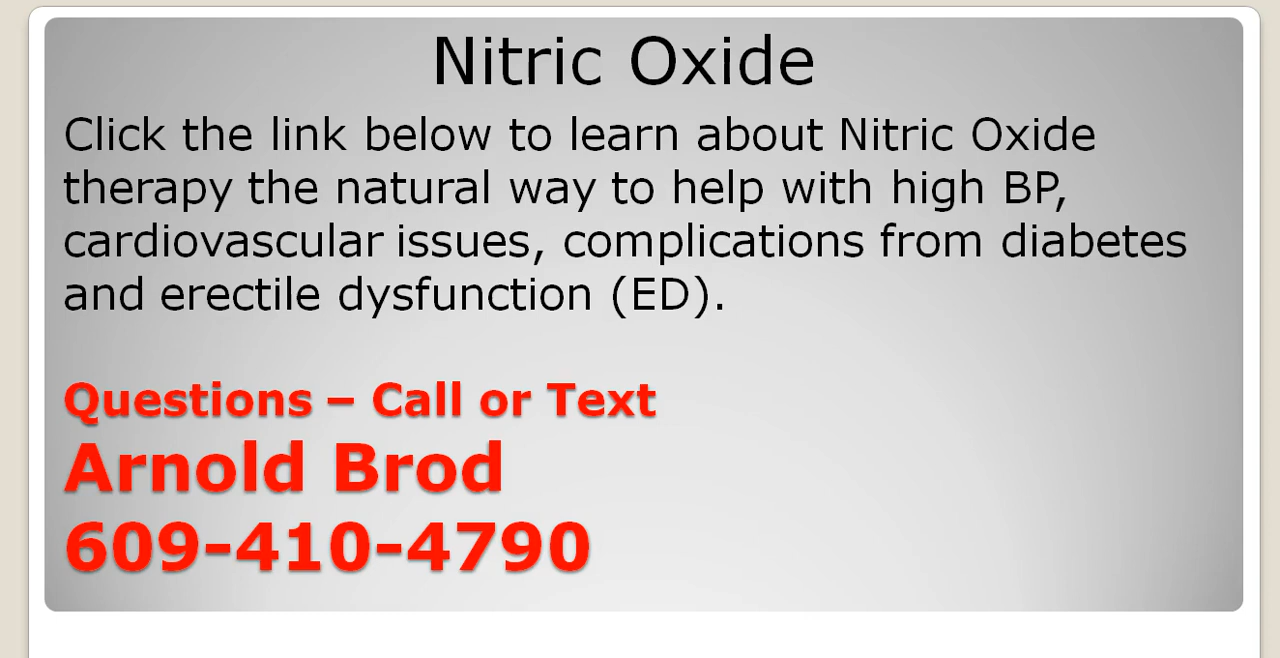 Nitric Oxide
Click the link below to learn about Nitric Oxide
therapy the natural way to help with high BP,
cardiovascular issues, complications from diabetes
and erectile dysfunction (ED).
Questions – Call or Text
Arnold Brod
609-410-4790